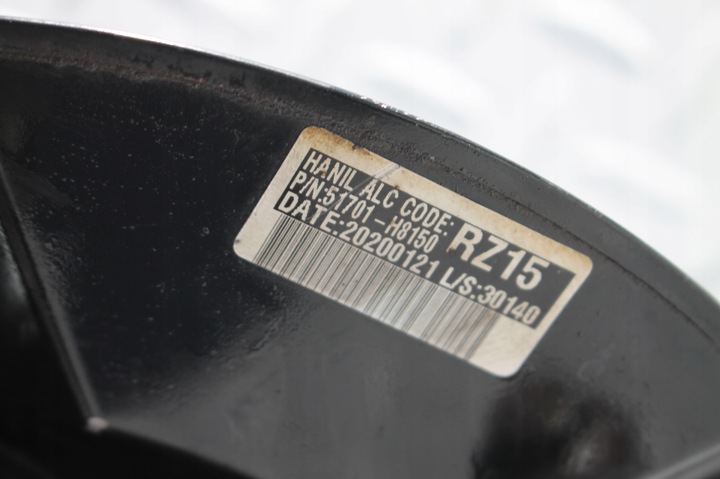 HANIL ALC CODE: RZ15
P/N:51701-H8150
DATE:20200121 L/S:30140